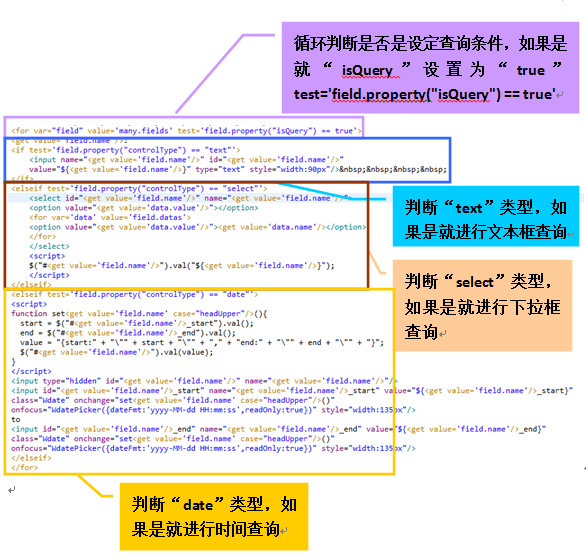 循环判断是否是设定查询条件，如果是
就“isQuery”设置为“true”
test='field.property("isQuery") == true'
<for var="field" value='many.fields' test='field.property("isQuery") == true'>
<get value='field.name'/>:
<if test='field.property("controlType") == "text"'>
<input name="<get value='field.name'/>" id="<get value='field.name'/>"
value="${<get value='field.name'/>}" type="text" style="width:90px"/>&nbsp;&nbsp;&nbsp;&nbsp;
</if>
<elseif test='field.property("controlType") == "select"'>
<select id="<get value='field.name'/>" name="<get value='field.name'/>"
<option value="<get value='data.value'/>"></option>
<for var='data' value='field.datas'>
<option value="<get value='data.value'/>"><get value='data.name'/></option>
</for>
</select>
<script>
$("#<get value='field.name'/>").val("${<get value='field.name'/>}");
</script>
</elseif>
判断“text”类型，如
果是就进行文本框查询
判断“select”类型，
如果是就进行下拉框
查询
<elseif test='field.property("controlType") == "date"'>
<script>
function set<get value='field.name' case="headUpper"/>(){
start = $("#<get value='field.name'/>_start").val();
end = $("#<get value='field.name'/>_end").val();
value = "{start:" + "\"" + start + "\"" + "," + "end:" + "\"" + end + "\"" + "}";
$("#<get value='field.name'/>").val(value);
}
</script>
<input type="hidden" id="<get value='field.name'/>" name="<get value='field.name'/>"/>
<input id="<get value='field.name'/>_start" name="<get value='field.name'/>_start" value="${<get value='field.name'/>_start}"
class="Wdate" onchange="set<get value='field.name' case="headUpper"/>()"
onfocus="WdatePicker({dateFmt:'yyyy-MM-dd HH:mm:ss',readOnly:true})" style="width:135px"/>
to
<input id="<get value='field.name'/>_end" name="<get value='field.name'/>_end" value="${<get value='field.name'/>_end}"
class="Wdate" onchange="set<get value='field.name' case="headUpper"/>()"
onfocus="WdatePicker({dateFmt:'yyyy-MM-dd HH:mm:ss',readOnly:true})" style="width:135px"/>
</elseif>
</for>
判断“date”类型，如
果是就进行时间查询